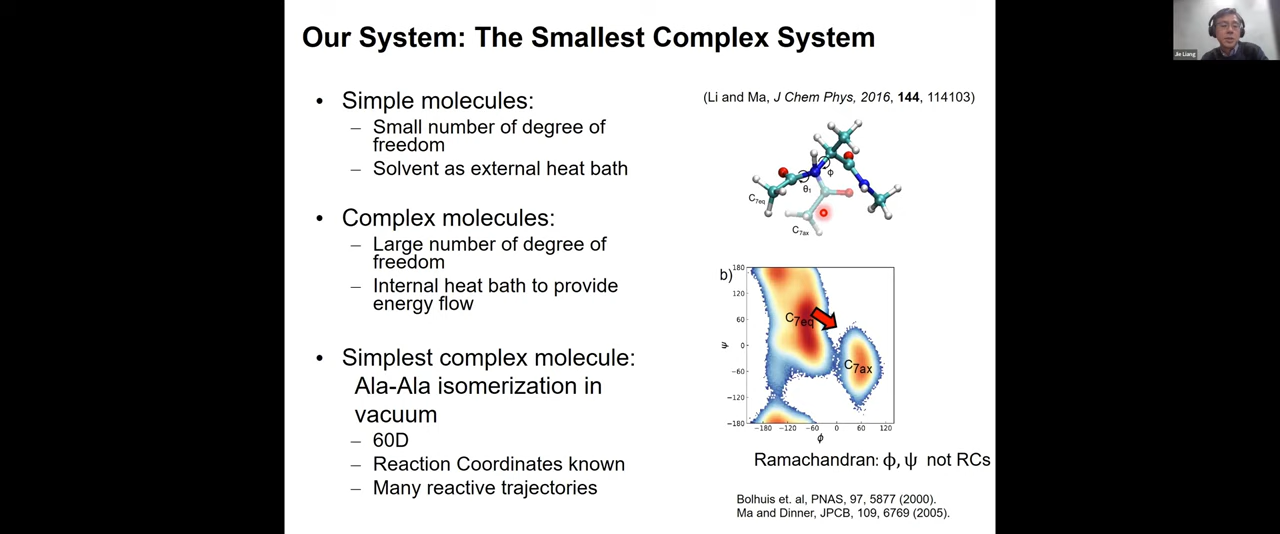 Our System: The Smallest Complex System
• Simple molecules:
– Small number of degree of
freedom
– Solvent as external heat bath
• Complex molecules:
– Large number of degree of
freedom
– Internal heat bath to provide
energy flow
• Simplest complex molecule:
Ala-Ala isomerization in
vacuum
– 60D
– Reaction Coordinates known
– Many reactive trajectories
(Li and Ma, J Chem Phys, 2016, 144, 114103)
ϕ
θ1
C7eq
C7ax
b)
180
120
60
0
−60
−120
−180
ψ
C7eq
C7ax
−180 −120 −60 0 60 120
ϕ
Ramachandran: ϕ, ψ not RCs
Bolhuis et. al, PNAS, 97, 5877 (2000).
Ma and Dinner, JPCB, 109, 6769 (2005).
Jie Liang